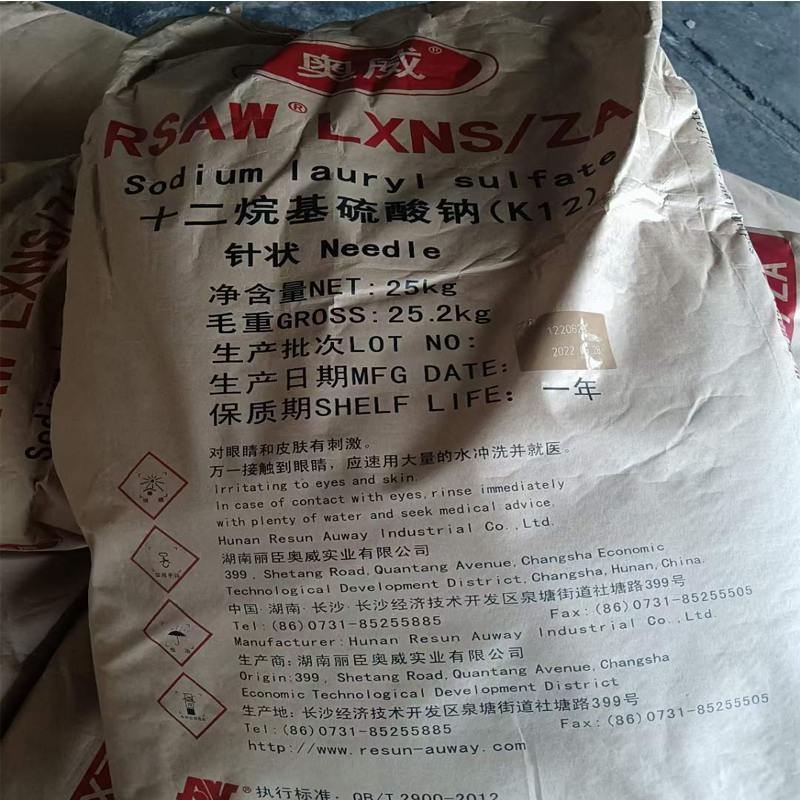 奥威®
RSAW® LXNS/ZA
Sodium lauryl sulfate
十二烷基硫酸钠(K12)
针状 Needle
净含量NET: 25kg
毛重GROSS: 25.2kg
生产批次LOT NO:
生产日期MFG DATE:
保质期SHELF LIFE: 一年
对眼睛和皮肤有刺激。
万一接触到眼睛，应速用大量的水冲洗并就医。
Irritating to eyes and skin.
In case of contact with eyes, rinse immediately
with plenty of water and seek medical advice.
Hunan Resun Auway Industrial Co.,Ltd.
湖南丽臣奥威实业有限公司
399, Shetang Road, Quantang Avenue, Changsha Economic
Technological Development District, Changsha, Hunan, China.
中国·湖南·长沙·长沙经济技术开发区泉塘街道社塘路399号
Tel:(86)0731-85255885 Fax:(86)0731-85255505
Manufacturer: Hunan Resun Auway Industrial Co.,Ltd.
生产商: 湖南丽臣奥威实业有限公司
Origin:399, Shetang Road, Quantang Avenue, Changsha
Economic Technological Development District
生产地: 长沙经济技术开发区泉塘街道社塘路399号
Tel:(86)0731-85255885 Fax:(86)0731-85255505
http://www.resun-auway.com
®执行标准: QB/T2900-2012
LXNS/ZA